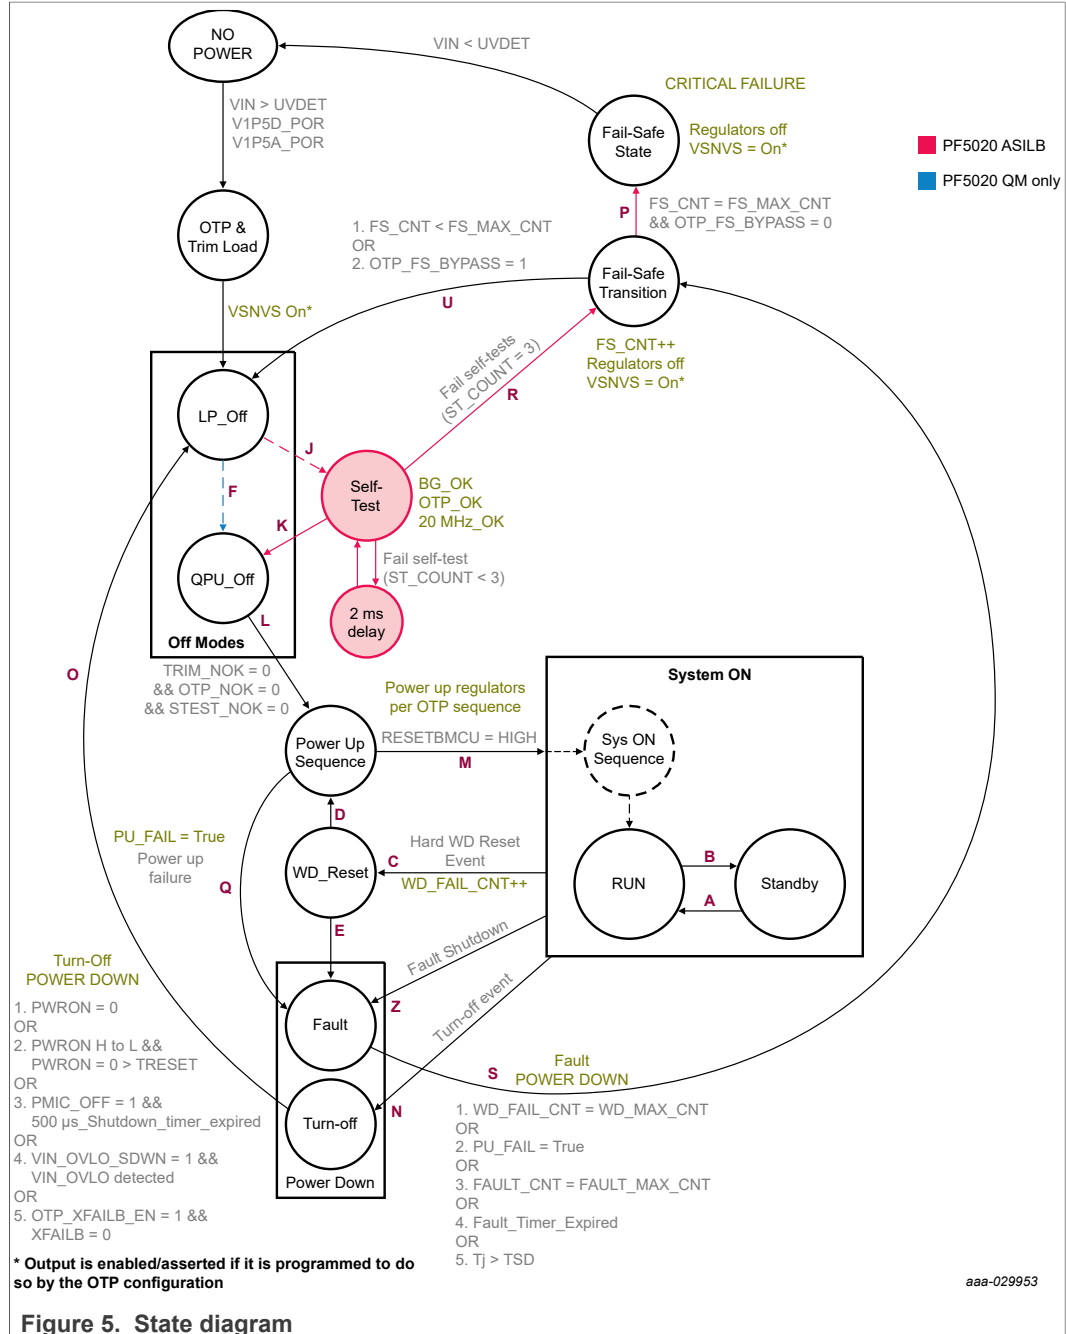 NO
POWER
VIN < UVDET
VIN > UVDET
V1P5D_POR
V1P5A_POR
CRITICAL FAILURE
Fail-Safe
State
Regulators off
VSNVS = On*
PF5020 ASILB
PF5020 QM only
P
FS_CNT = FS_MAX_CNT
&& OTP_FS_BYPASS = 0
OTP &
Trim Load
1. FS_CNT < FS_MAX_CNT
OR
2. OTP_FS_BYPASS = 1
Fail-Safe
Transition
U
VSNVS On*
FS_CNT++
Regulators off
VSNVS = On*
Fail self-tests
(ST_COUNT = 3)
R
LP_Off
J
F
Self-
Test
BG_OK
OTP_OK
20 MHz_OK
K
Fail self-test
(ST_COUNT < 3)
QPU_Off
2 ms
delay
L
Off Modes
TRIM_NOK = 0
&& OTP_NOK = 0
&& STEST_NOK = 0
O
System ON
Power up regulators
per OTP sequence
RESETBMCU = HIGH
M
Power Up
Sequence
Sys ON
Sequence
D
PU_FAIL = True
Power up
failure
Q
WD_Reset
Hard WD Reset
Event
C
WD_FAIL_CNT++
RUN
B
A
Standby
E
Fault Shutdown
Z
Turn-off event
Fault
Turn-Off
POWER DOWN
1. PWRON = 0
OR
2. PWRON H to L &&
PWRON = 0 > TRESET
OR
3. PMIC_OFF = 1 &&
500 µs_Shutdown_timer_expired
OR
4. VIN_OVLO_SDWN = 1 &&
VIN_OVLO detected
OR
5. OTP_XFAILB_EN = 1 &&
XFAILB = 0
S
Fault
POWER DOWN
Turn-off
N
Power Down
1. WD_FAIL_CNT = WD_MAX_CNT
OR
2. PU_FAIL = True
OR
3. FAULT_CNT = FAULT_MAX_CNT
OR
4. Fault_Timer_Expired
OR
5. Tj > TSD
* Output is enabled/asserted if it is programmed to do
so by the OTP configuration
aaa-029953
Figure 5. State diagram